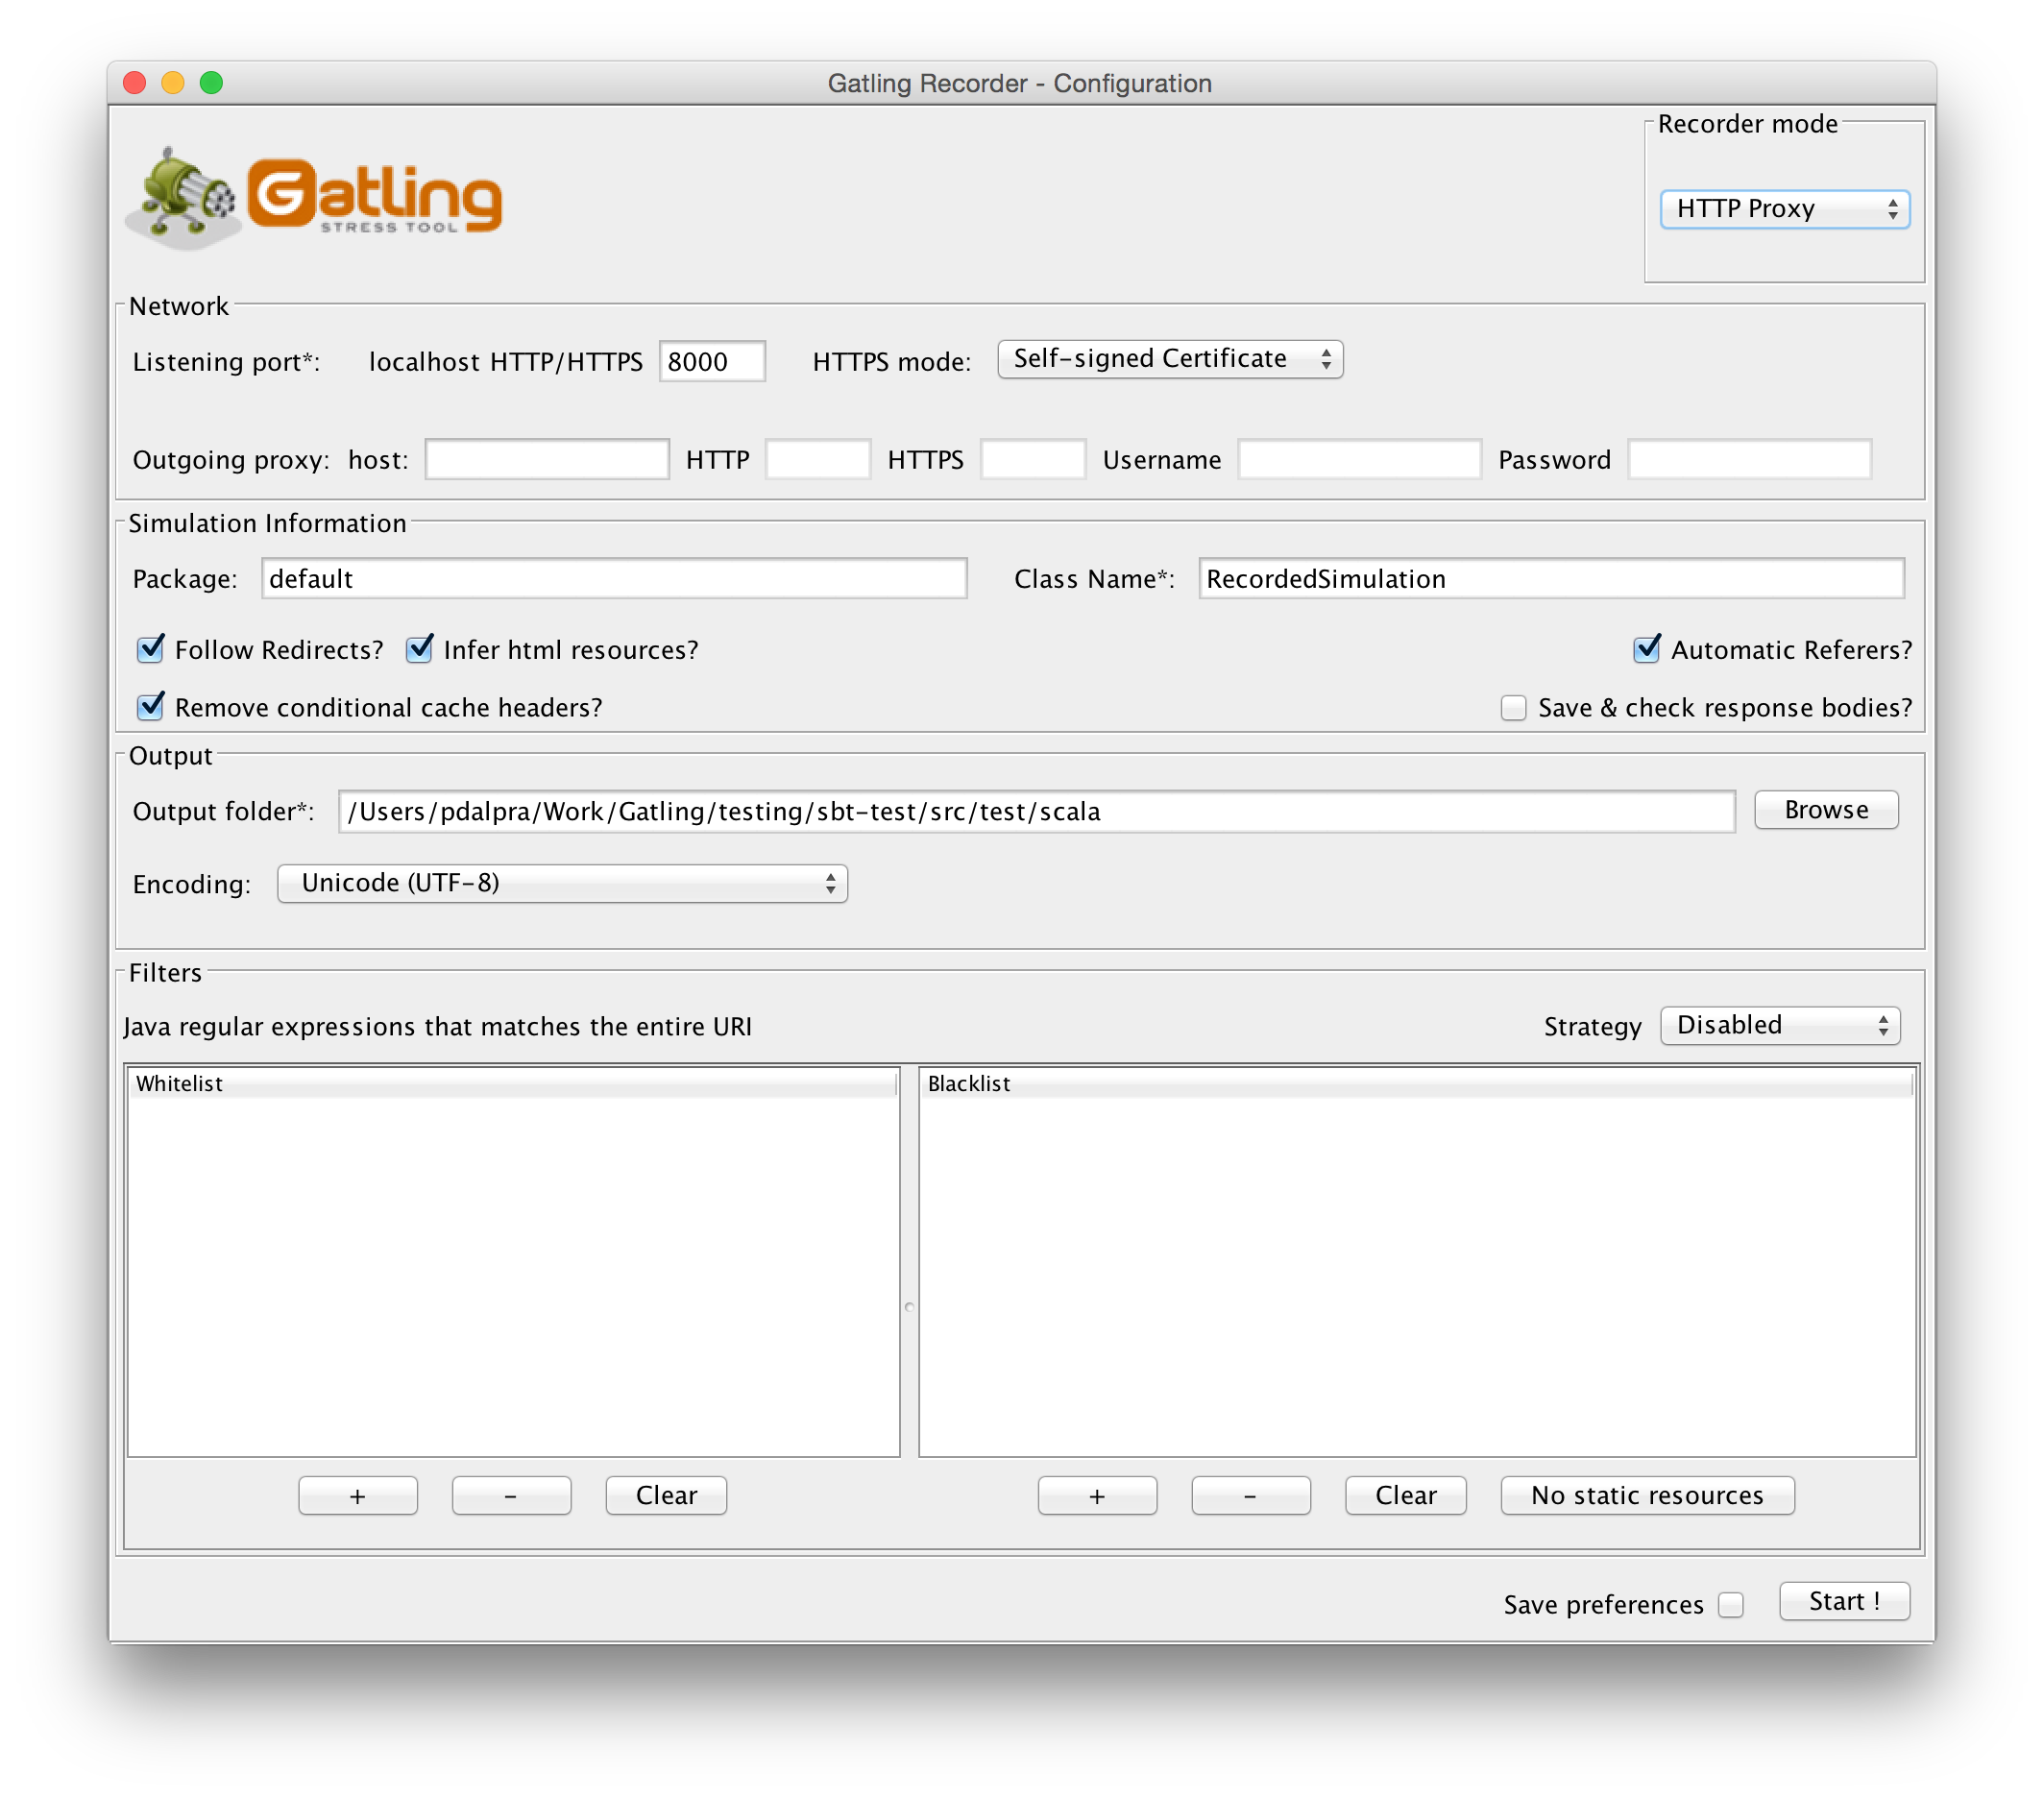 Gatling Recorder - Configuration
Gatling
STRESS TOOL
Recorder mode
HTTP Proxy
Network
Listening port*: localhost HTTP/HTTPS 8000 HTTPS mode: Self-signed Certificate
Outgoing proxy: host: HTTP HTTPS Username Password
Simulation Information
Package: default Class Name*: RecordedSimulation
Follow Redirects? Infer html resources? Automatic Referers?
Remove conditional cache headers? Save & check response bodies?
Output
Output folder*: /Users/pdalpra/Work/Gatling/testing/sbt-test/src/test/scala Browse
Encoding: Unicode (UTF-8)
Filters
Java regular expressions that matches the entire URI Strategy Disabled
Whitelist Blacklist
+ - Clear + - Clear No static resources
Save preferences Start !